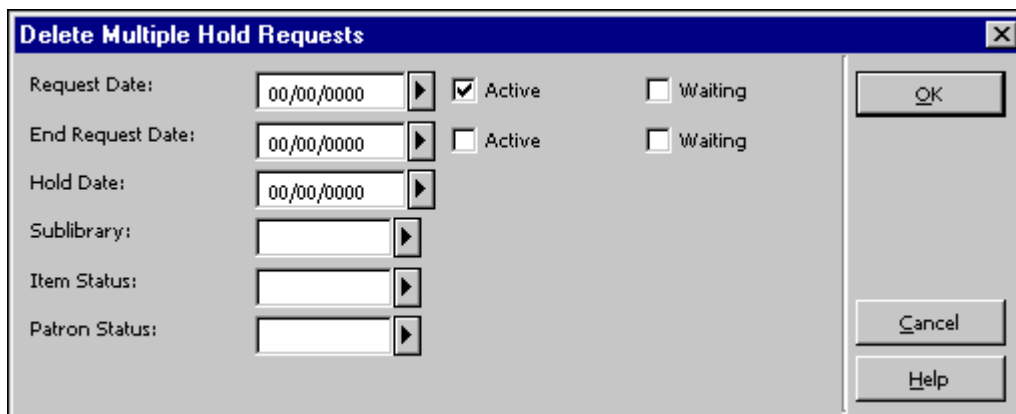 Delete Multiple Hold Requests
Request Date: 00/00/0000 Active Waiting OK
End Request Date: 00/00/0000 Active Waiting
Hold Date: 00/00/0000
Sublibrary:
Item Status:
Patron Status:
Cancel
Help